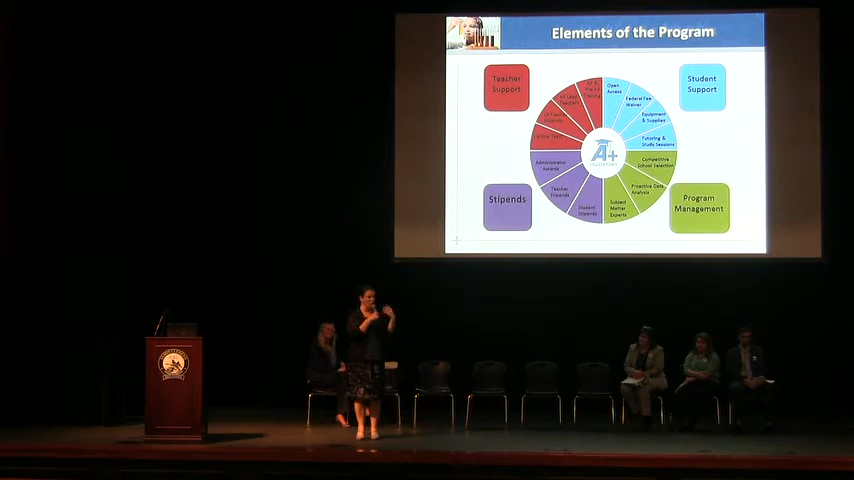 Elements of the Program
Teacher
Support
Student
Support
Stipends
Program
Management
Open
Access
Federal Fee
Waiver
Equipment
& Supplies
Tutoring &
Study Sessions
Competitive
School Selection
Proactive Data
Analysis
Subject
Matter
Experts
Student
Stipends
Teacher
Stipends
Administrator
Awards
A+